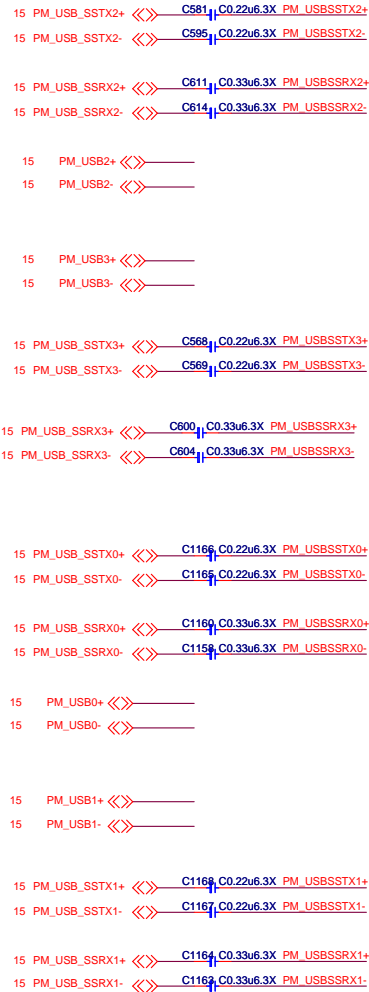 15 PM_USB_SSTX2+ C581 C0.22u6.3X PM_USBSSTX2+
15 PM_USB_SSTX2- C595 C0.22u6.3X PM_USBSSTX2-
15 PM_USB_SSRX2+ C611 C0.33u6.3X PM_USBSSRX2+
15 PM_USB_SSRX2- C614 C0.33u6.3X PM_USBSSRX2-
15 PM_USB2+
15 PM_USB2-
15 PM_USB3+
15 PM_USB3-
15 PM_USB_SSTX3+ C568 C0.22u6.3X PM_USBSSTX3+
15 PM_USB_SSTX3- C569 C0.22u6.3X PM_USBSSTX3-
15 PM_USB_SSRX3+ C600 C0.33u6.3X PM_USBSSRX3+
15 PM_USB_SSRX3- C604 C0.33u6.3X PM_USBSSRX3-
15 PM_USB_SSTX0+ C1166 C0.22u6.3X PM_USBSSTX0+
15 PM_USB_SSTX0- C1165 C0.22u6.3X PM_USBSSTX0-
15 PM_USB_SSRX0+ C1160 C0.33u6.3X PM_USBSSRX0+
15 PM_USB_SSRX0- C1158 C0.33u6.3X PM_USBSSRX0-
15 PM_USB0+
15 PM_USB0-
15 PM_USB1+
15 PM_USB1-
15 PM_USB_SSTX1+ C1168 C0.22u6.3X PM_USBSSTX1+
15 PM_USB_SSTX1- C1167 C0.22u6.3X PM_USBSSTX1-
15 PM_USB_SSRX1+ C1164 C0.33u6.3X PM_USBSSRX1+
15 PM_USB_SSRX1- C1163 C0.33u6.3X PM_USBSSRX1-